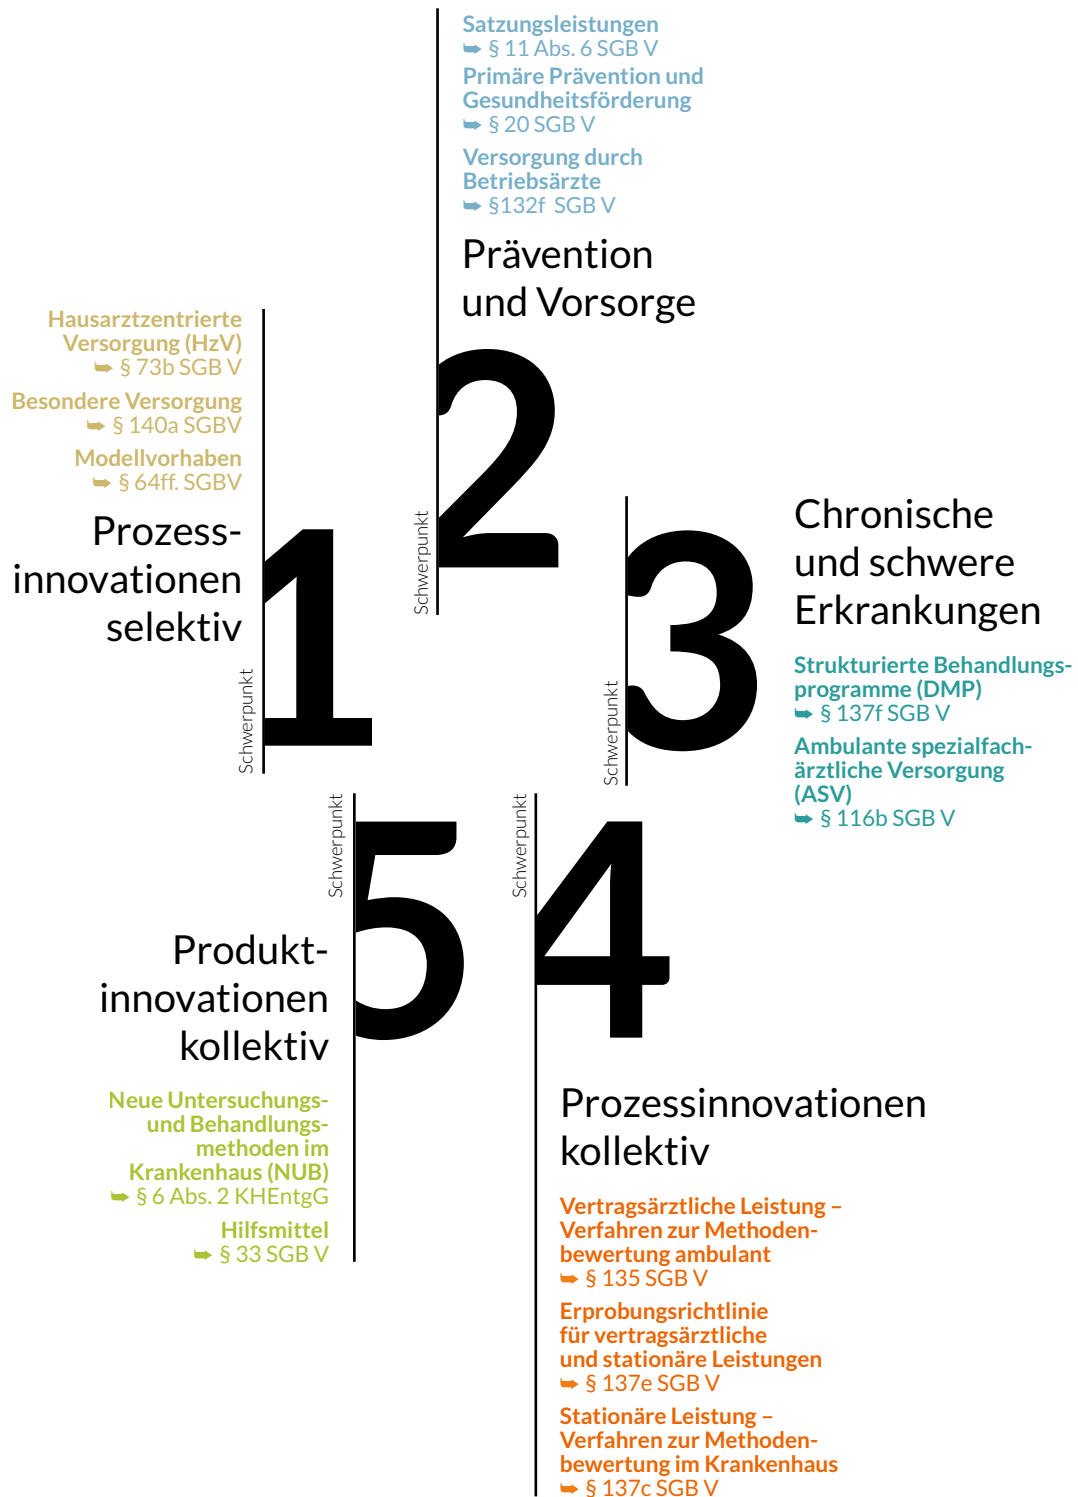 Hausarztzentrierte
Versorgung (HzV)
➥ § 73b SGB V
Besondere Versorgung
➥ § 140a SGBV
Modellvorhaben
➥ § 64ff. SGBV
Prozess-
innovationen
selektiv
Schwerpunkt
1
Satzungsleistungen
➥ § 11 Abs. 6 SGB V
Primäre Prävention und
Gesundheitsförderung
➥ § 20 SGB V
Versorgung durch
Betriebsärzte
➥ §132f SGB V
Prävention
und Vorsorge
Schwerpunkt
2
Schwerpunkt
3
Chronische
und schwere
Erkrankungen
Strukturierte Behandlungs-
programme (DMP)
➥ § 137f SGB V
Ambulante spezialfach-
ärztliche Versorgung
(ASV)
➥ § 116b SGB V
Schwerpunkt
4
Prozessinnovationen
kollektiv
Vertragsärztliche Leistung –
Verfahren zur Methoden-
bewertung ambulant
➥ § 135 SGB V
Erprobungsrichtlinie
für vertragsärztliche
und stationäre Leistungen
➥ § 137e SGB V
Stationäre Leistung –
Verfahren zur Methoden-
bewertung im Krankenhaus
➥ § 137c SGB V
Schwerpunkt
5
Produkt-
innovationen
kollektiv
Neue Untersuchungs-
und Behandlungs-
methoden im
Krankenhaus (NUB)
➥ § 6 Abs. 2 KHEntgG
Hilfsmittel
➥ § 33 SGB V